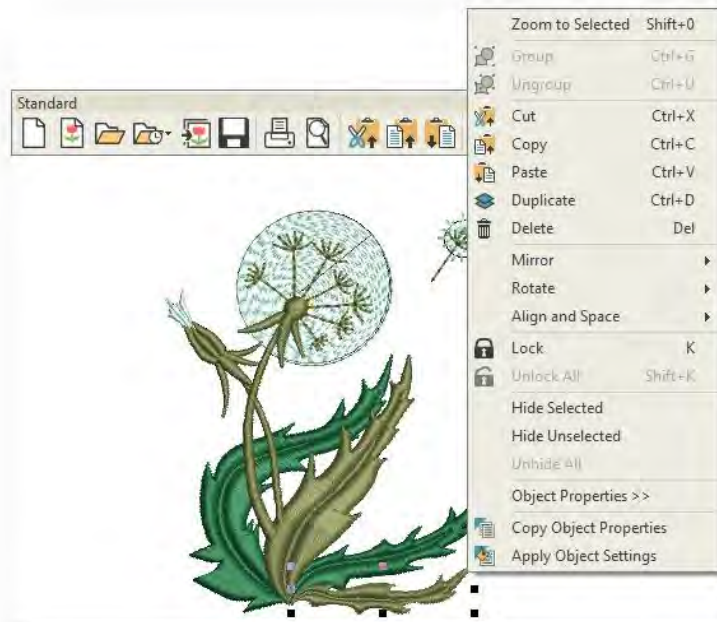 Standard
Zoom to Selected Shift+0
Group Ctrl+G
Ungroup Ctrl+U
Cut Ctrl+X
Copy Ctrl+C
Paste Ctrl+V
Duplicate Ctrl+D
Delete Del
Mirror
Rotate
Align and Space
Lock K
Unlock All Shift+K
Hide Selected
Hide Unselected
Unhide All
Object Properties >>
Copy Object Properties
Apply Object Settings